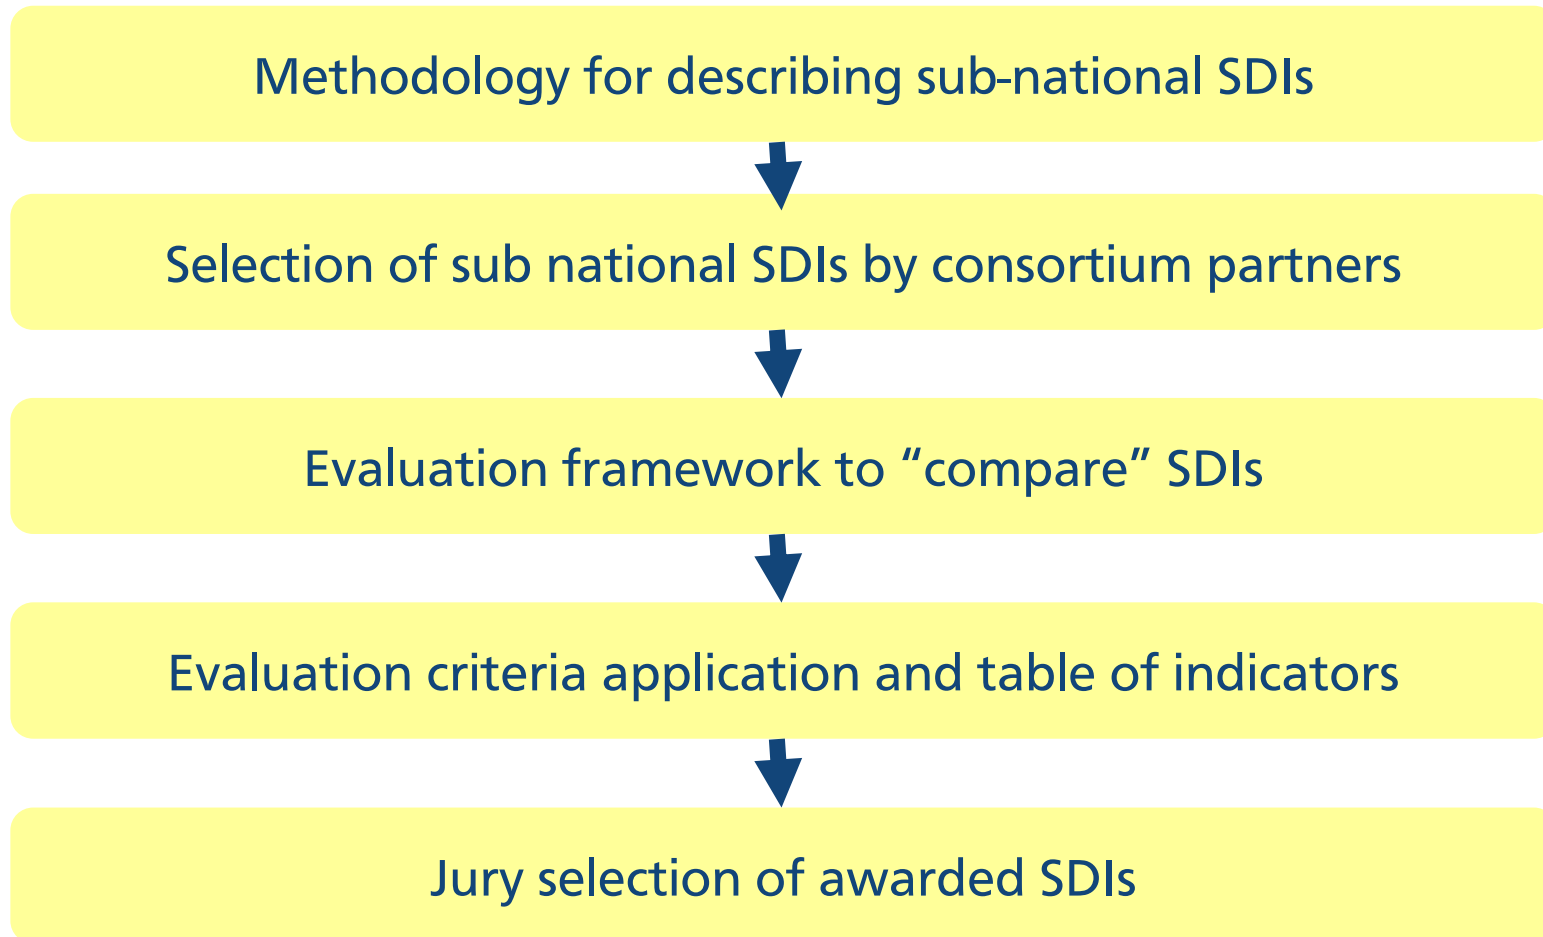 Methodology for describing sub-national SDIs
Selection of sub national SDIs by consortium partners
Evaluation framework to “compare” SDIs
Evaluation criteria application and table of indicators
Jury selection of awarded SDIs